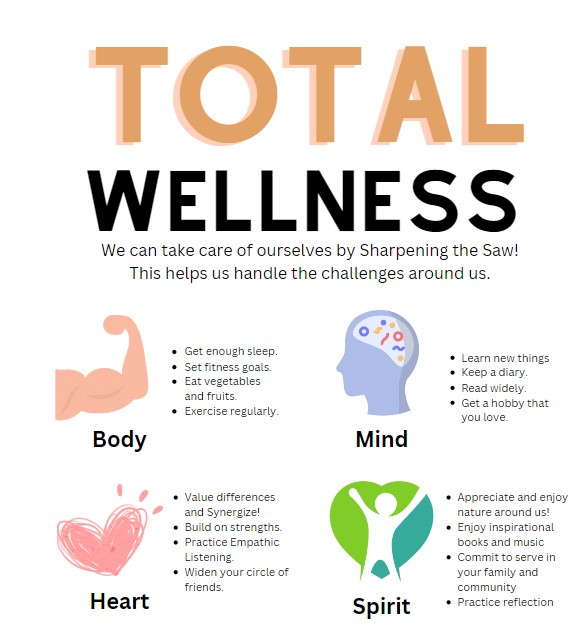 TOTAL
WELLNESS
We can take care of ourselves by Sharpening the Saw!
This helps us handle the challenges around us.
Get enough sleep.
Set fitness goals.
Eat vegetables
and fruits.
Exercise regularly.
Body
Learn new things
Keep a diary.
Read widely.
Get a hobby that
you love.
Mind
Value differences
and Synergize!
Build on strengths.
Practice Empathic
Listening.
Widen your circle of
friends.
Heart
Appreciate and enjoy
nature around us!
Enjoy inspirational
books and music
Commit to serve in
your family and
community
Practice reflection
Spirit